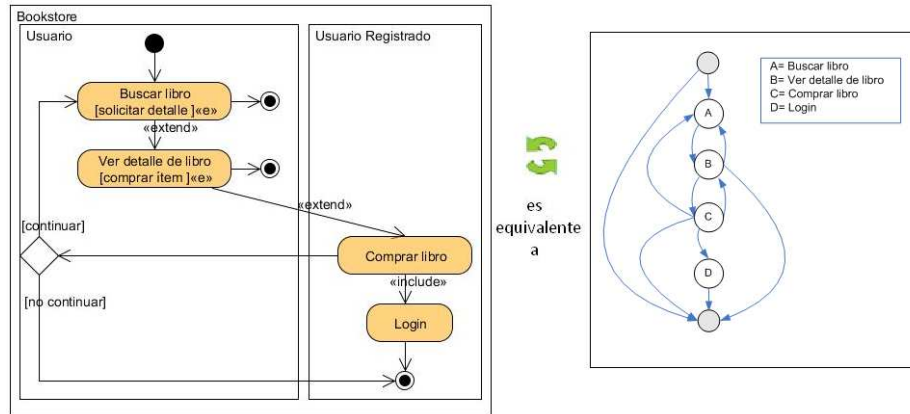 Bookstore
Usuario
Usuario Registrado
Buscar libro
[solicitar detalle ]«e»
«extend»
Ver detalle de libro
[comprar ítem ]«e»
«extend»
[continuar]
Comprar libro
«include»
[no continuar]
Login
es
equivalente
a
A
B
C
D
A= Buscar libro
B= Ver detalle de libro
C= Comprar libro
D= Login